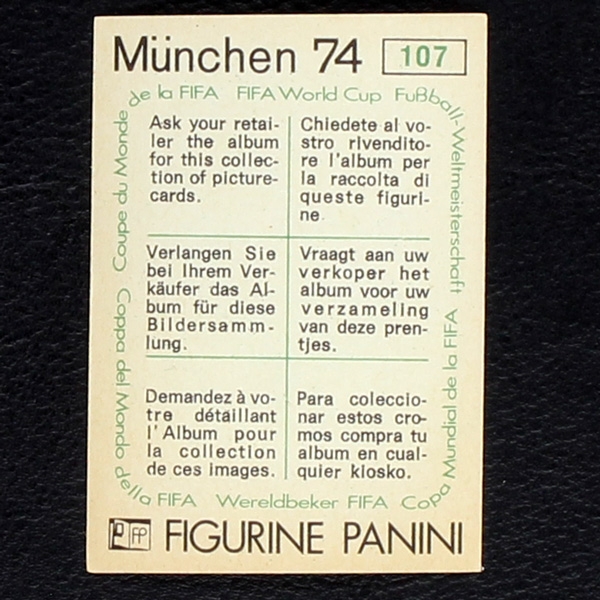 München 74
107
Coupe du Monde de la FIFA
FIFA World Cup
Fußball-Weltmeisterschaft
Ask your retai-
ler the album
for this collec-
tion of picture-
cards.
Chiedete al vo-
stro rivendito-
re l'album per
la raccolta di
queste figuri-
ne
Verlangen Sie
bei Ihrem Ver-
käufer das Al-
bum für diese
Bildersamm-
lung.
Vraagt aan uw
verkoper het
album voor uw
verzameling
van deze pren-
tjes.
Demandez à vo-
tre détaillant
l'Album pour
la collection
de ces images.
Para coleccio-
nar estos cro-
mos compra tu
album en cual-
quier kiosko.
Coppa del Mondo della FIFA
Wereldbeker FIFA
Copa Mundial de la FIFA
FP
FIGURINE PANINI